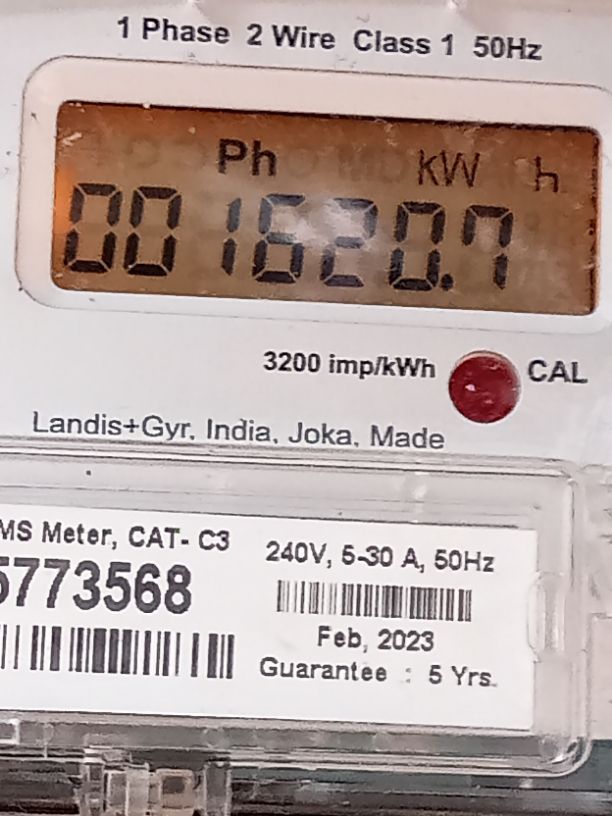 1 Phase 2 Wire Class 1 50Hz
Ph kW h
001620.7
3200 imp/kWh CAL
Landis+Gyr, India, Joka, Made
MS Meter, CAT- C3
5773568
240V, 5-30 A, 50Hz
Feb, 2023
Guarantee : 5 Yrs.